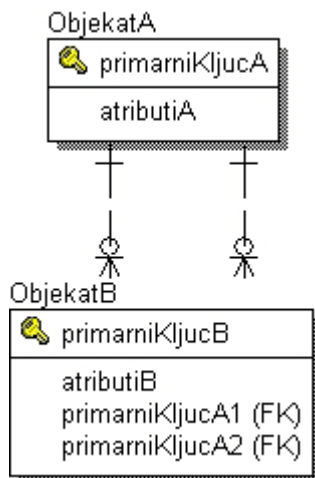 ObjekatA
primarniKljucA
atributiA
ObjekatB
primarniKljucB
atributiB
primarniKljucA1 (FK)
primarniKljucA2 (FK)